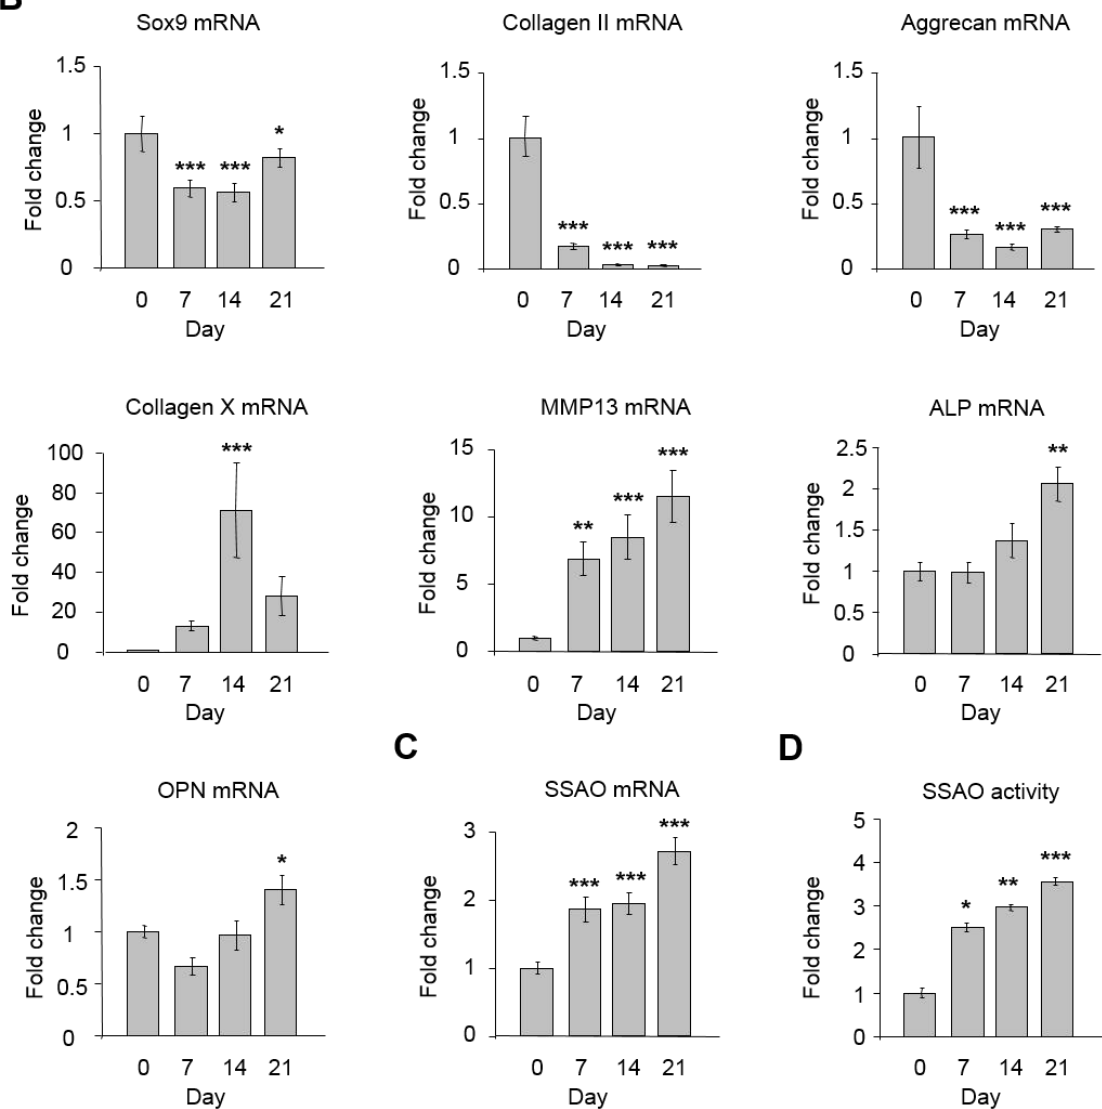 B
Sox9 mRNA
Collagen II mRNA
Aggrecan mRNA
Fold change
1.5
1
0.5
0
*** *** *
0 7 14 21
Day
Fold change
1.5
1
0.5
0
*** *** ***
0 7 14 21
Day
Fold change
1.5
1
0.5
0
*** *** ***
0 7 14 21
Day
Collagen X mRNA
MMP13 mRNA
ALP mRNA
Fold change
100
80
60
40
20
0
***
0 7 14 21
Day
Fold change
15
10
5
0
** *** ***
0 7 14 21
Day
Fold change
2.5
2
1.5
1
0.5
0
**
0 7 14 21
Day
OPN mRNA
Fold change
2
1.5
1
0.5
0
*
0 7 14 21
Day
C
SSAO mRNA
Fold change
3
2
1
0
*** *** ***
0 7 14 21
Day
D
SSAO activity
Fold change
5
4
3
2
1
0
* ** ***
0 7 14 21
Day